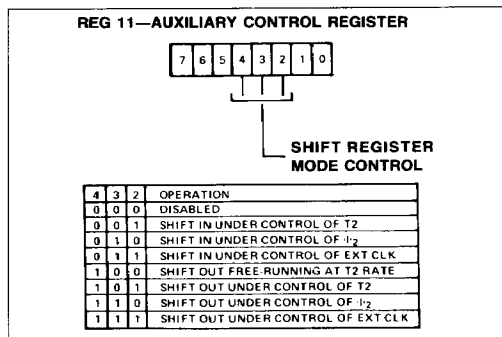 REG 11—AUXILIARY CONTROL REGISTER
7 6 5 4 3 2 1 0
SHIFT REGISTER
MODE CONTROL
4 3 2 OPERATION
0 0 0 DISABLED
0 0 1 SHIFT IN UNDER CONTROL OF T2
0 1 0 SHIFT IN UNDER CONTROL OF Φ2
0 1 1 SHIFT IN UNDER CONTROL OF EXT CLK
1 0 0 SHIFT OUT FREE-RUNNING AT T2 RATE
1 0 1 SHIFT OUT UNDER CONTROL OF T2
1 1 0 SHIFT OUT UNDER CONTROL OF Φ2
1 1 1 SHIFT OUT UNDER CONTROL OF EXT CLK